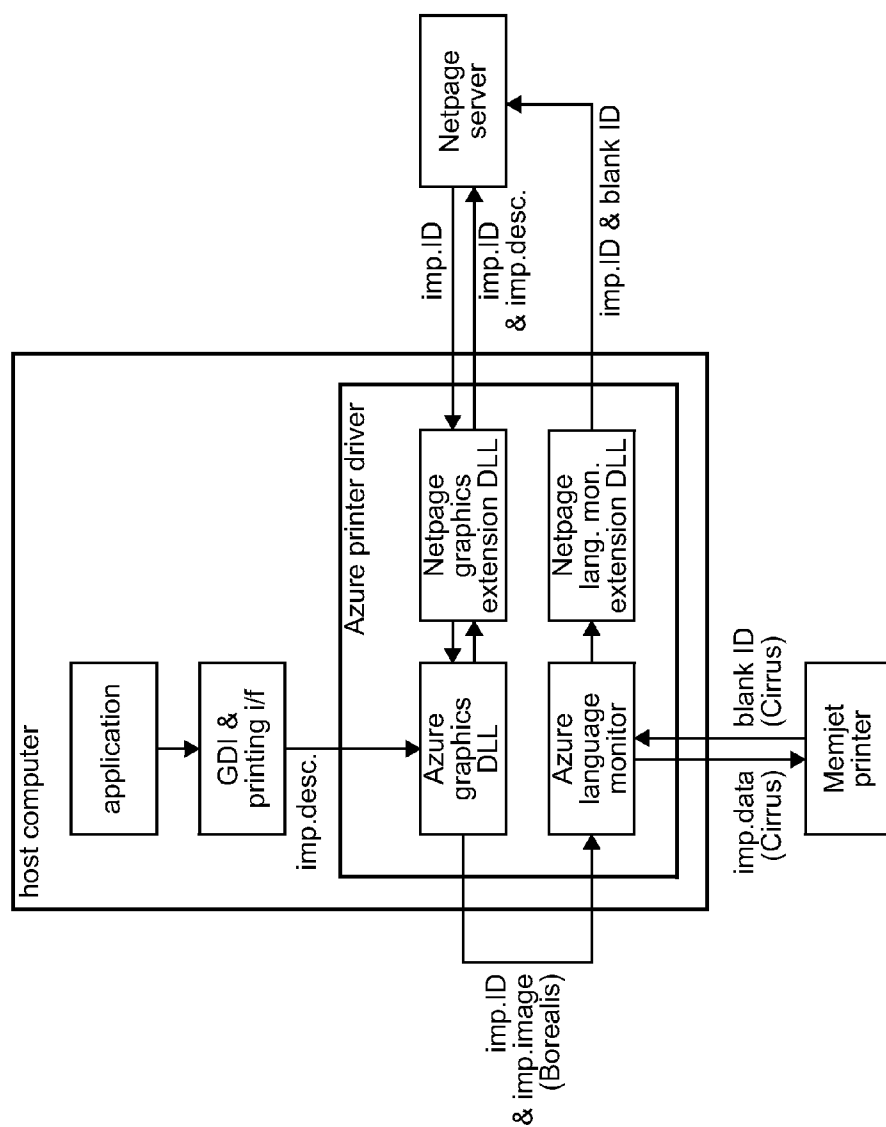 host computer
application
GDI &
printing i/f
imp.desc.
Azure printer driver
Azure
graphics
DLL
Netpage
graphics
extension DLL
imp.ID
imp.ID
& imp.desc.
Netpage
server
imp.ID
& imp.image
(Borealis)
Azure
language
monitor
Netpage
lang. mon.
extension DLL
imp.ID & blank ID
imp.data
(Cirrus)
blank ID
(Cirrus)
Memjet
printer